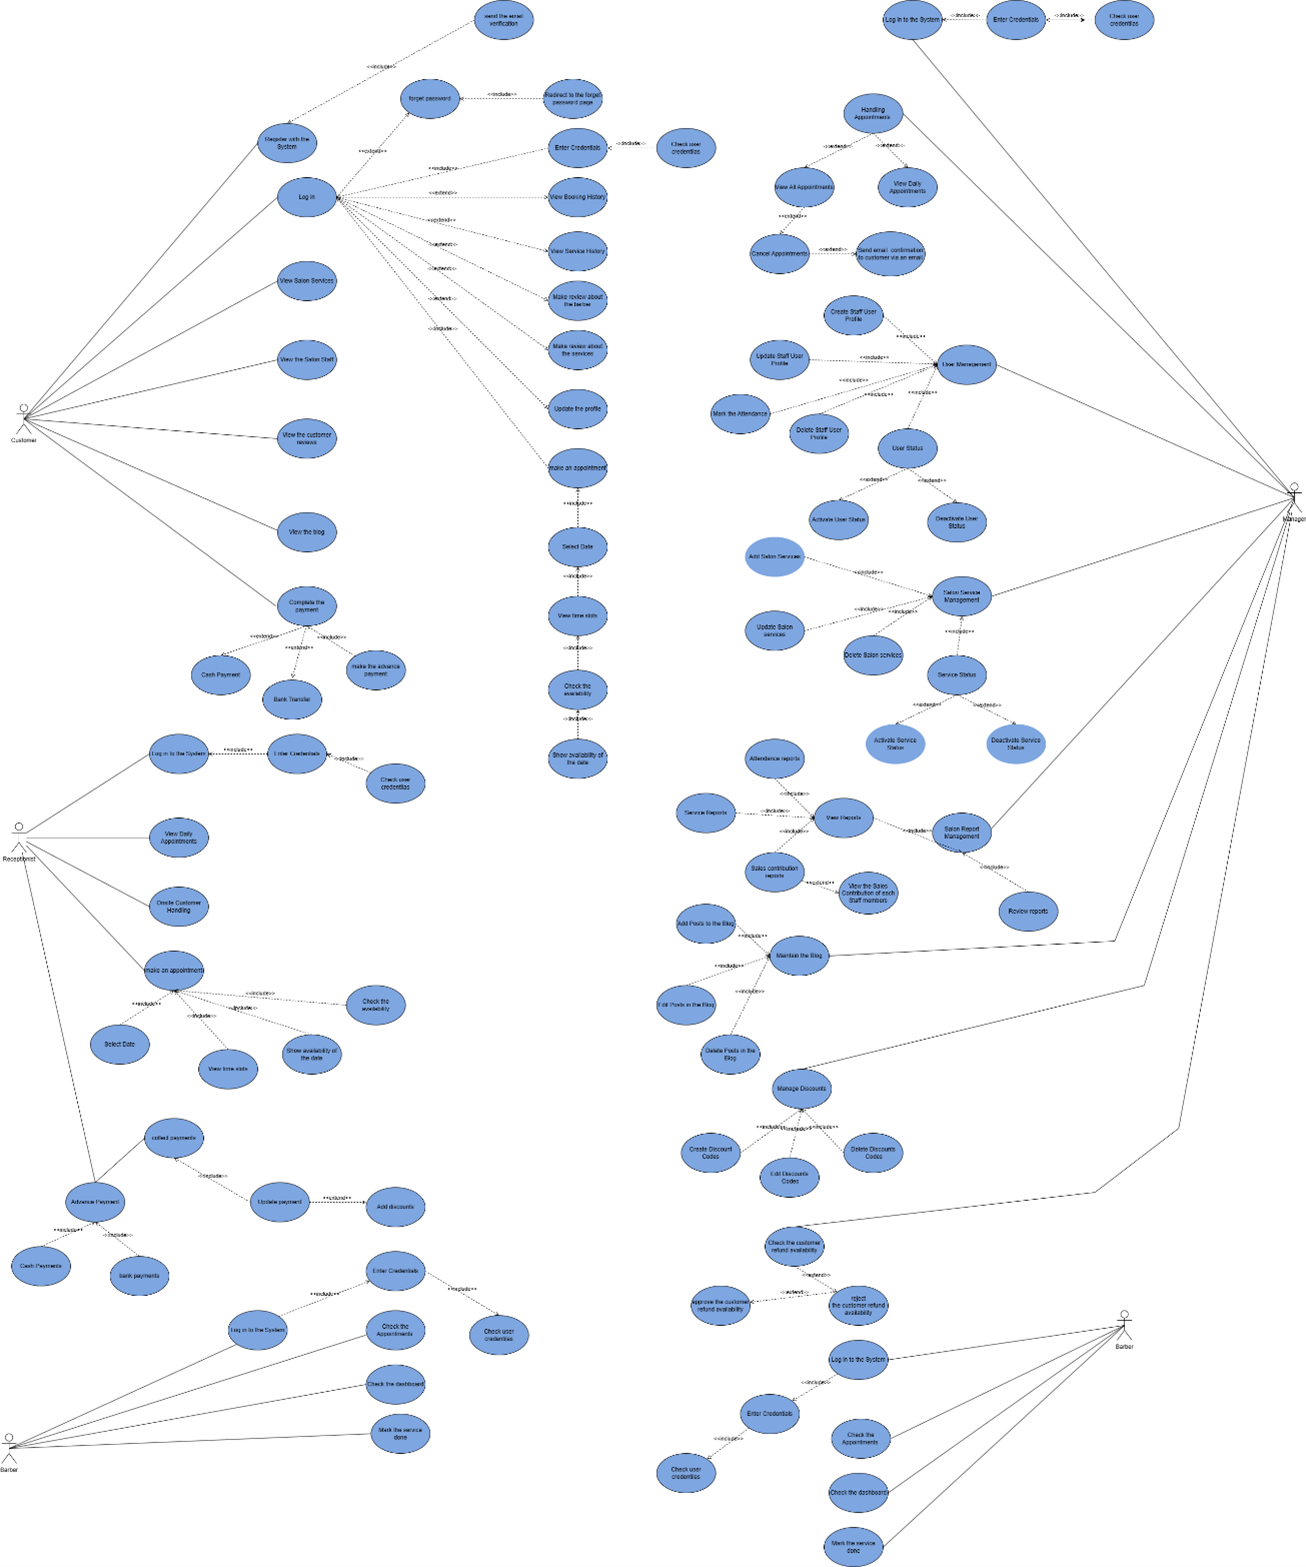 send the email
verification
<<include>>
forget password
<<include>>
Redirect to the forget
password page
Register with the
System
<<extend>>
Enter Credentials
<<include>>
Check user
credentials
<<include>>
Log in
<<extend>>
View Booking History
<<extend>>
View Service History
<<extend>>
Make review about
the barber
<<extend>>
Make review about
the services
<<extend>>
Update the profile
<<include>>
make an appointment
View Salon Services
View the Salon Staff
Customer
View the customer
reviews
View the blog
<<include>>
Select Date
<<include>>
View time slots
<<include>>
Check the
availability
<<include>>
Show availability of
the date
Complete the
payment
<<extend>>
<<extend>>
<<include>>
Cash Payment
Bank Transfer
make the advance
payment
Log in to the System
<<include>>
Enter Credentials
<<include>>
Check user
credentials
Receptionist
View Daily
Appointments
Onsite Customer
Handling
make an appointment
<<include>>
<<include>>
<<include>>
<<include>>
Check the
availability
Select Date
View time slots
Show availability of
the date
collect payments
<<include>>
Advance Payment
Update payment
<<extend>>
Add discounts
<<include>>
<<include>>
Cash Payments
bank payments
Enter Credentials
<<include>>
<<include>>
Log in to the System
Check the
Appointments
Check user
credentials
Check the dashboard
Mark the service
done
Barber
Log in to the System
<<include>>
Enter Credentials
<<include>>
Check user
credentials
Handling
Appointments
<<extend>>
<<extend>>
View All Appointments
View Daily
Appointments
<<extend>>
Cancel Appointments
<<extend>>
Send email confirmation
to customer via an email.
Create Staff User
Profile
<<include>>
Update Staff User
Profile
<<include>>
User Management
<<include>>
<<include>>
<<include>>
Mark the Attendance
Delete Staff User
Profile
User Status
<<extend>>
<<extend>>
Activate User Status
Deactivate User
Status
Manager
Add Salon Services
<<include>>
Salon Service
Management
<<include>>
<<include>>
<<include>>
Update Salon
services
Delete Salon services
Service Status
<<extend>>
<<extend>>
Activate Service
Status
Deactivate Service
Status
Attendance reports
<<include>>
Service Reports
<<include>>
View Reports
<<include>>
Salon Report
Management
<<include>>
<<include>>
Sales contribution
reports
<<extend>>
View the Sales
Contribution of each
Staff members
Review reports
Add Posts to the Blog
<<include>>
Maintain the Blog
<<include>>
<<include>>
Edit Posts in the Blog
Delete Posts in the
Blog
Manage Discounts
<<include>>
<<include>>
<<include>>
Create Discount
Codes
Edit Discounts
Codes
Delete Discounts
Codes
Check the customer
refund availability
<<extend>>
<<extend>>
approve the customer
refund availability
reject
the customer refund
availability
Barber
Log in to the System
<<include>>
Enter Credentials
<<include>>
Check the
Appointments
Check user
credentials
Check the dashboard
Mark the service
done